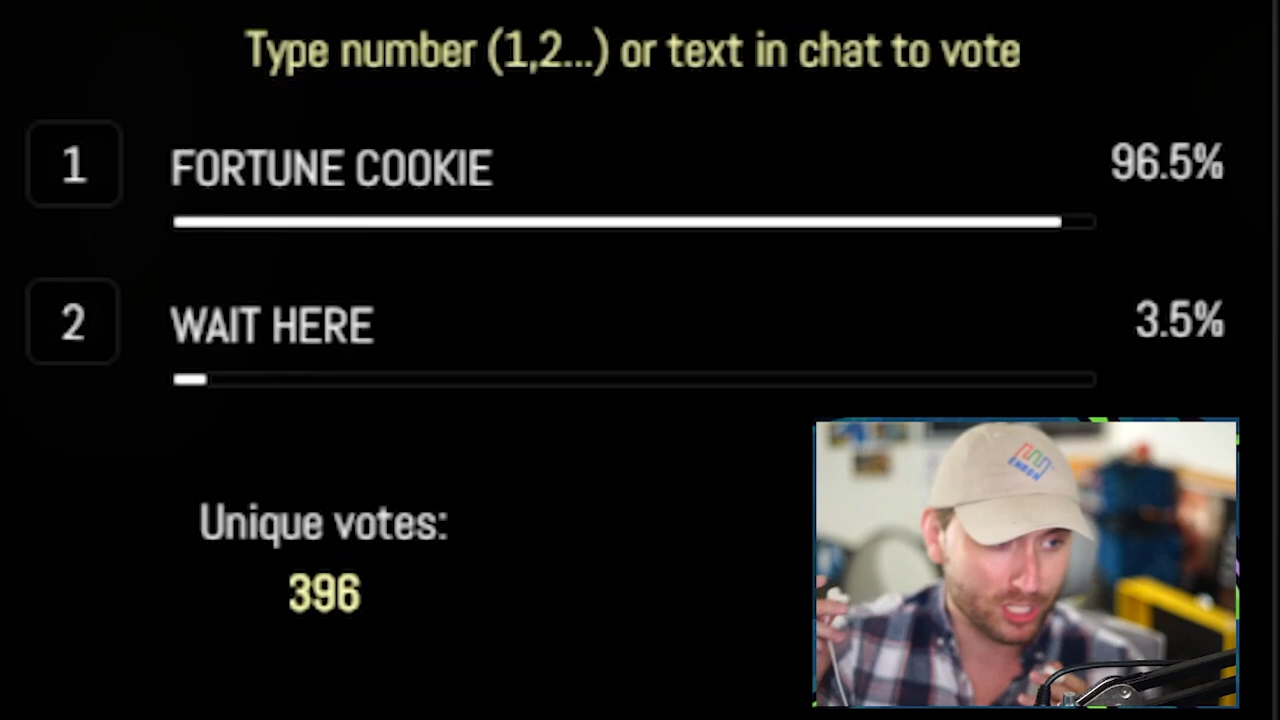 Type number (1,2...) or text in chat to vote
1 FORTUNE COOKIE 96.5%
2 WAIT HERE 3.5%
Unique votes:
396
ENRON